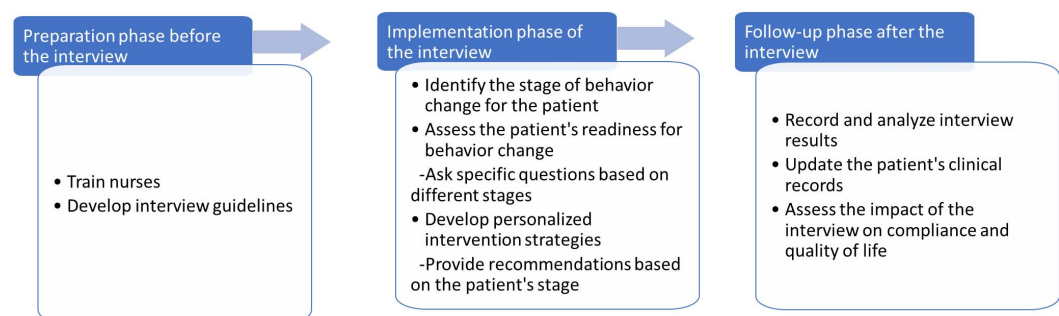 Preparation phase before
the interview
• Train nurses
• Develop interview guidelines
Implementation phase of
the interview
• Identify the stage of behavior
change for the patient
• Assess the patient's readiness for
behavior change
-Ask specific questions based on
different stages
• Develop personalized
intervention strategies
-Provide recommendations based
on the patient's stage
Follow-up phase after the
interview
• Record and analyze interview
results
• Update the patient's clinical
records
• Assess the impact of the
interview on compliance and
quality of life